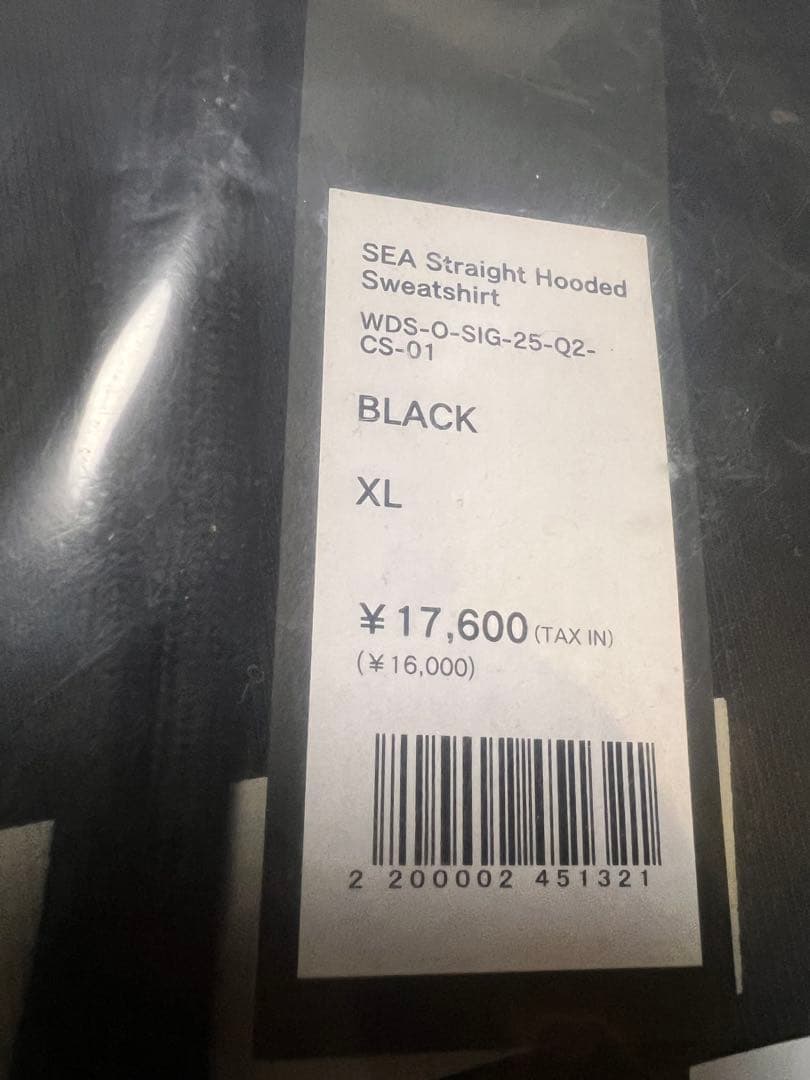 SEA Straight Hooded
Sweatshirt
WDS-O-SIG-25-Q2-
CS-01
BLACK
XL
¥17,600 (TAX IN)
(¥16,000)
2 200002 451321